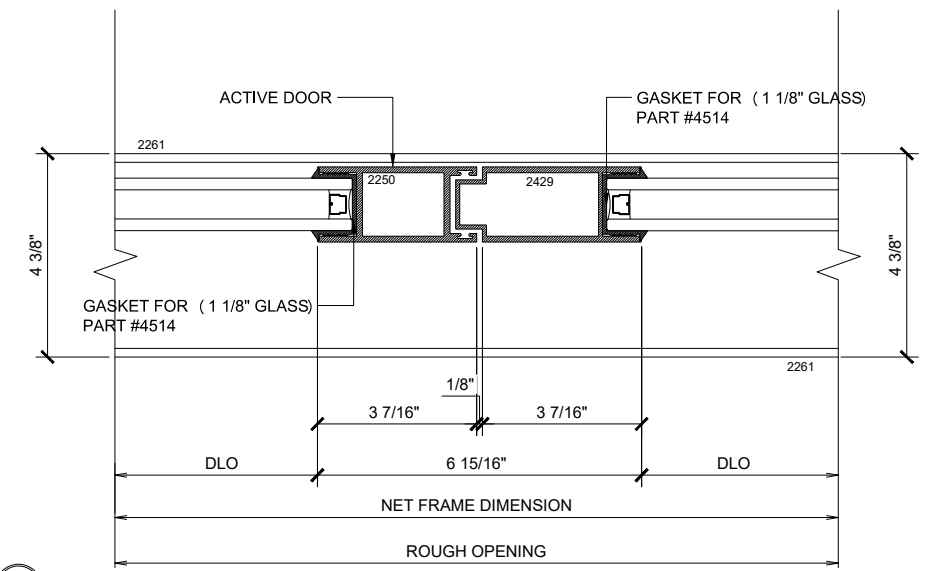 ACTIVE DOOR
GASKET FOR ( 1 1/8" GLASS)
PART #4514
2261
2250
2429
4 3/8"
4 3/8"
GASKET FOR ( 1 1/8" GLASS)
PART #4514
2261
1/8"
3 7/16"
3 7/16"
DLO
6 15/16"
DLO
NET FRAME DIMENSION
ROUGH OPENING